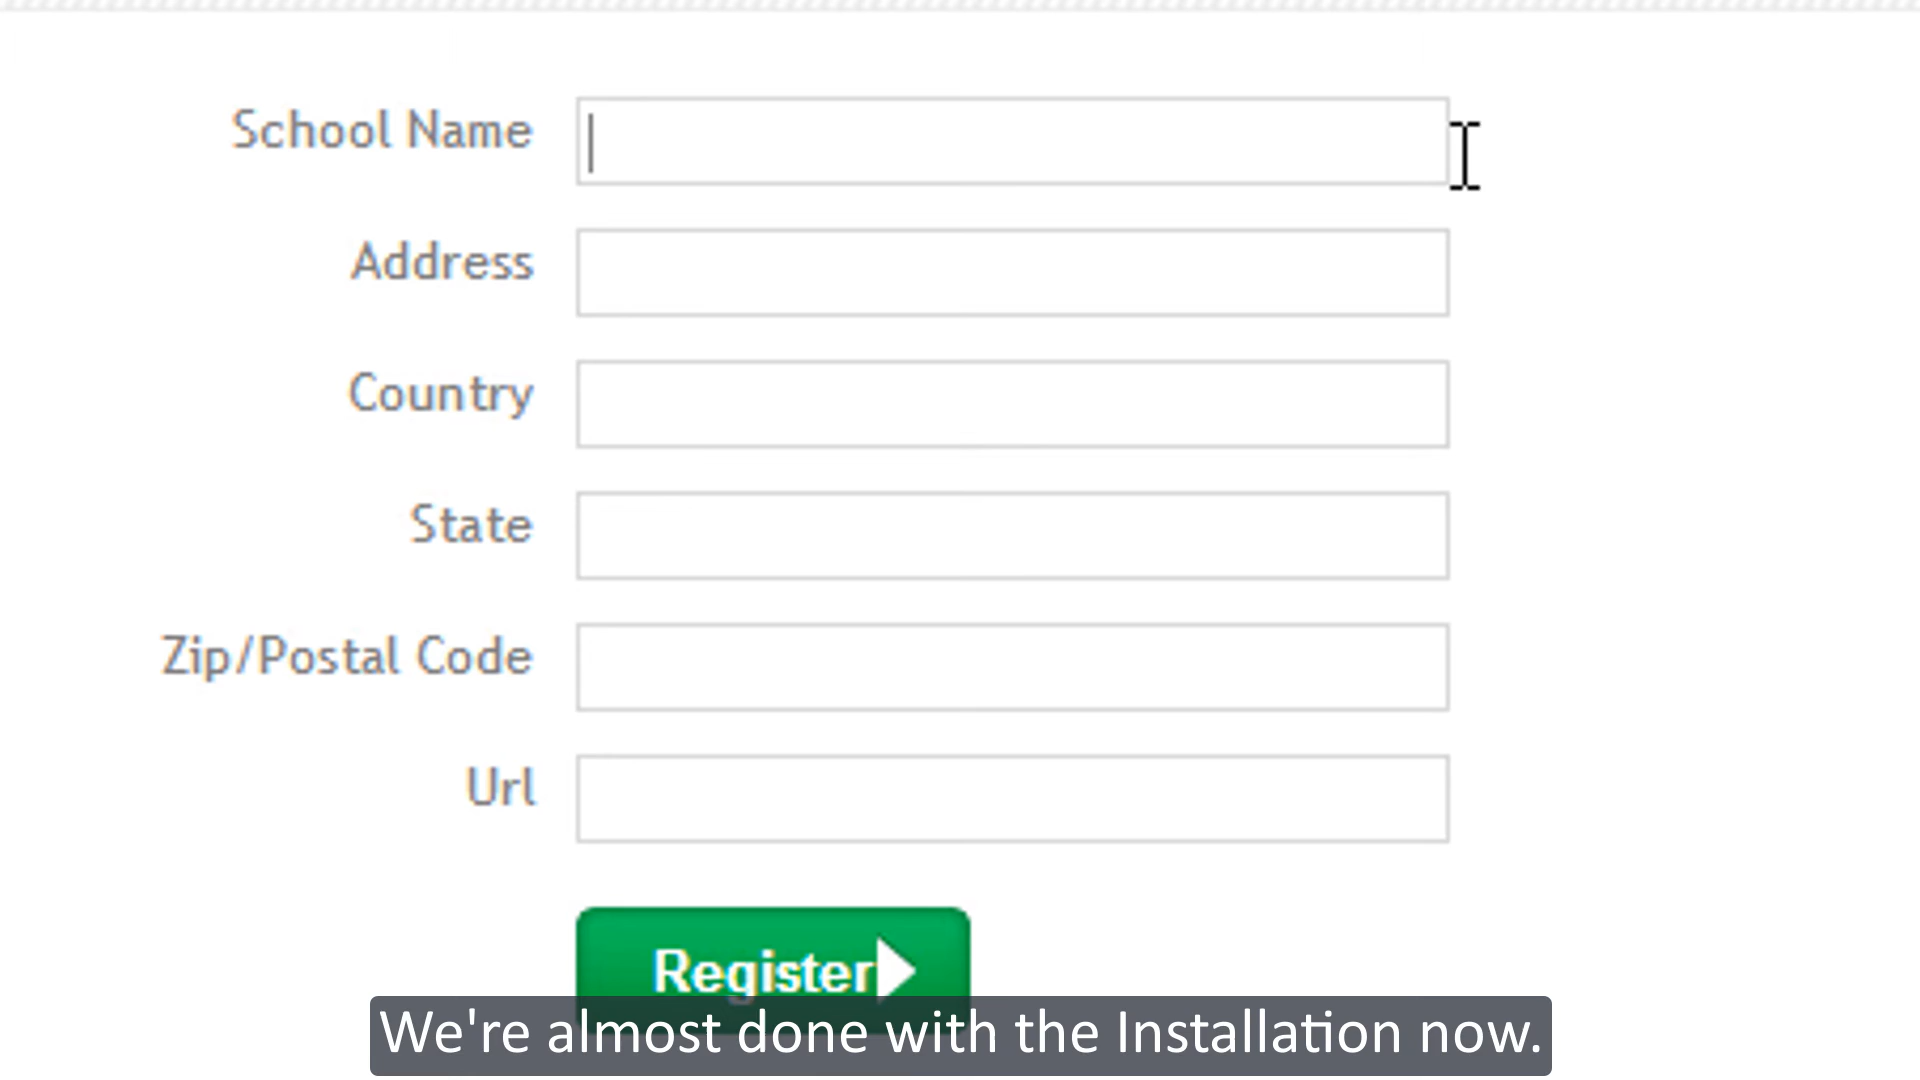 School Name
Address
Country
State
Zip/Postal Code
Url
Register
We're almost done with the Installation now.